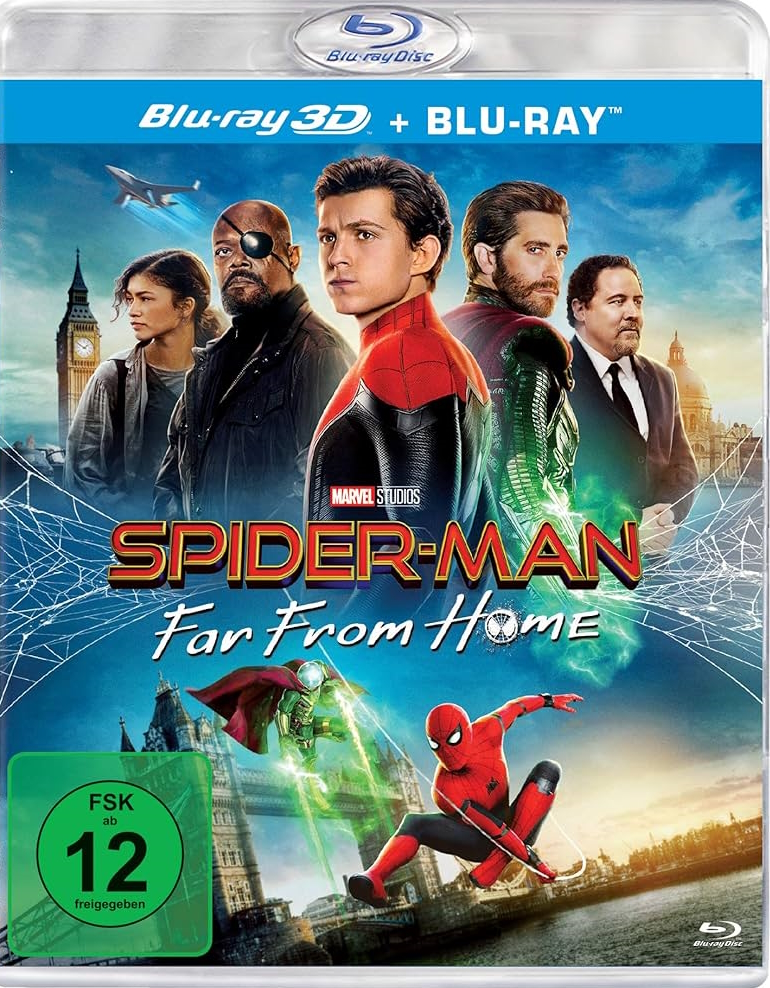 Blu-ray Disc
Blu-ray 3D™ + BLU-RAY™
MARVEL STUDIOS
SPIDER-MAN
Far From Home
FSK
ab
12
freigegeben
Blu-ray Disc